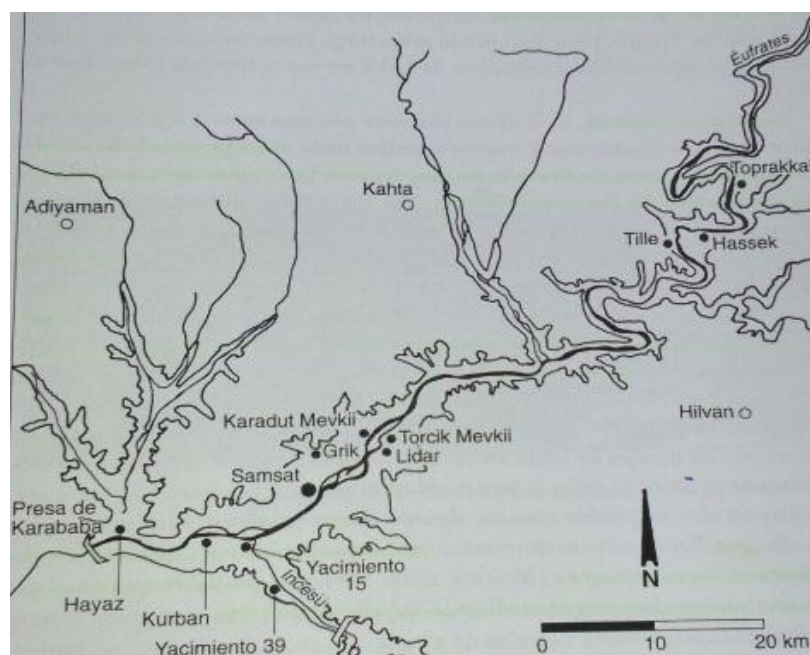 Éufrates
Toprakkal
Kahta
Adiyaman
Tille
Hassek
Hilvan
Karadut Mevkii
Torcik Mevkii
Grik
Lidar
Samsat
Presa de
Karababa
Yacimiento
15
Incesu
Hayaz
Kurban
Yacimiento 39
N
0
10
20 km